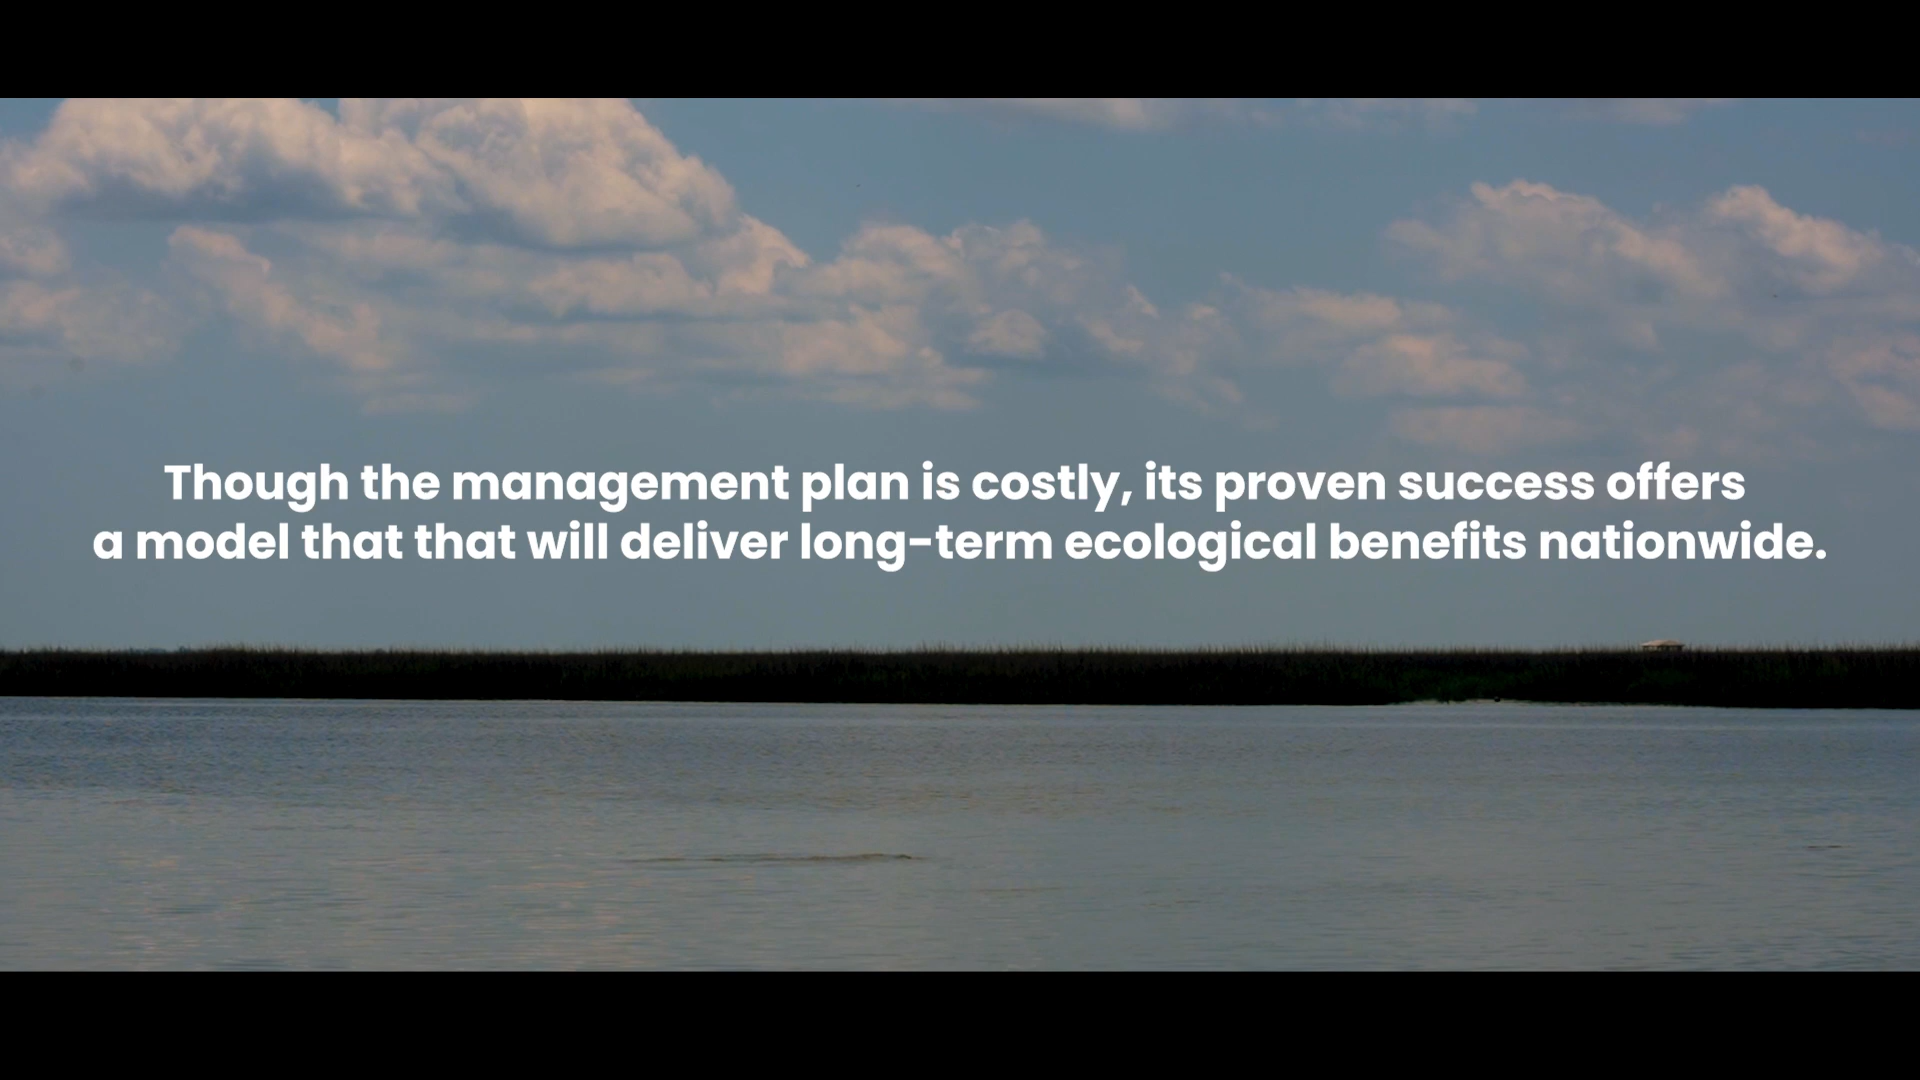 Though the management plan is costly, its proven success offers
a model that that will deliver long-term ecological benefits nationwide.